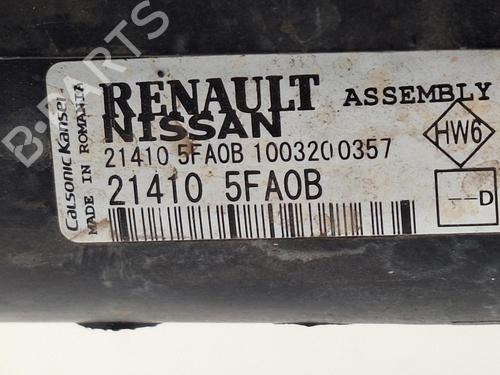 Calsonic Kansei
MADE IN ROMANIA
RENAULT
NISSAN
ASSEMBLY
21410 5FA0B 1003200357
21410 5FA0B
HW6
--D
B-PARTS